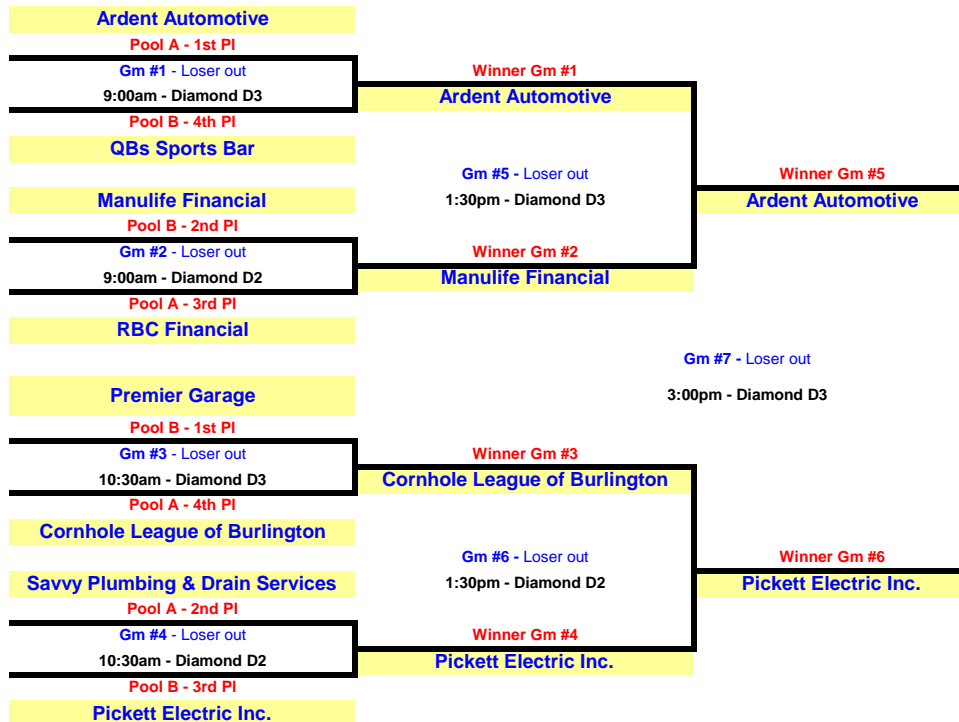 Ardent Automotive
Pool A - 1st Pl
Gm #1 - Loser out
9:00am - Diamond D3
Pool B - 4th Pl
QBs Sports Bar
Winner Gm #1
Ardent Automotive
Manulife Financial
Pool B - 2nd Pl
Gm #2 - Loser out
9:00am - Diamond D2
Pool A - 3rd Pl
RBC Financial
Gm #5 - Loser out
1:30pm - Diamond D3
Winner Gm #2
Manulife Financial
Winner Gm #5
Ardent Automotive
Gm #7 - Loser out
3:00pm - Diamond D3
Premier Garage
Pool B - 1st Pl
Gm #3 - Loser out
10:30am - Diamond D3
Pool A - 4th Pl
Cornhole League of Burlington
Winner Gm #3
Cornhole League of Burlington
Savvy Plumbing & Drain Services
Pool A - 2nd Pl
Gm #4 - Loser out
10:30am - Diamond D2
Pool B - 3rd Pl
Pickett Electric Inc.
Gm #6 - Loser out
1:30pm - Diamond D2
Winner Gm #4
Pickett Electric Inc.
Winner Gm #6
Pickett Electric Inc.